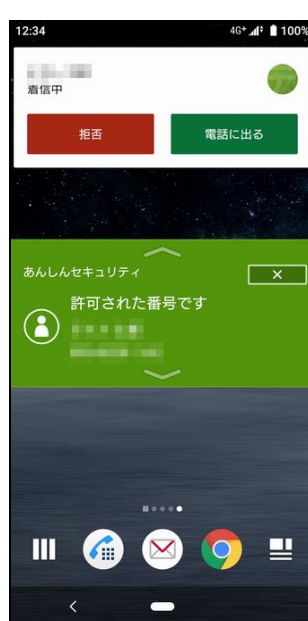 12:34
4G+
100%
着信中
拒否
電話に出る
あんしんセキュリティ
許可された番号です